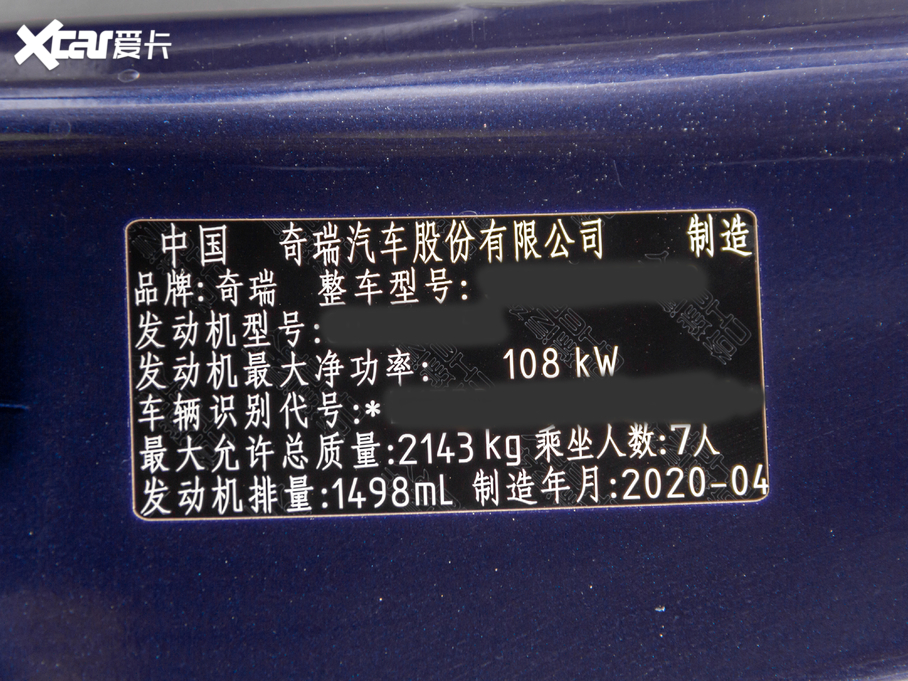 Xcar爱卡
中国 奇瑞汽车股份有限公司 制造
品牌:奇瑞 整车型号:
发动机型号:
发动机最大净功率: 108 kW
车辆识别代号:*
最大允许总质量:2143 kg 乘坐人数:7人
发动机排量:1498mL 制造年月:2020-04